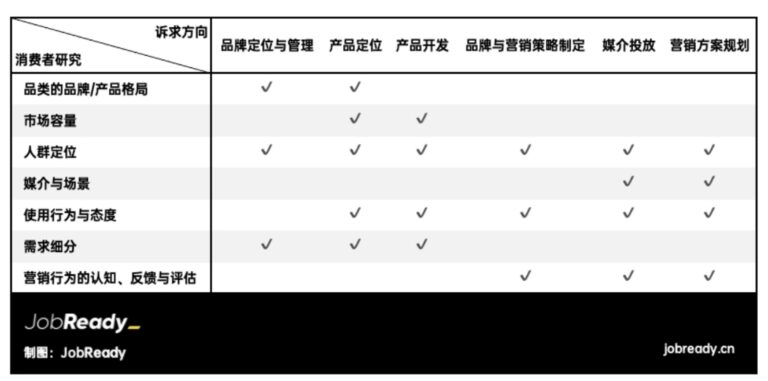 诉求方向
消费者研究
品牌定位与管理 产品定位 产品开发 品牌与营销策略制定 媒介投放 营销方案规划
品类的品牌/产品格局 ✓ ✓
市场容量 ✓ ✓
人群定位 ✓ ✓ ✓ ✓ ✓ ✓
媒介与场景 ✓ ✓
使用行为与态度 ✓ ✓ ✓ ✓ ✓
需求细分 ✓ ✓ ✓
营销行为的认知、反馈与评估 ✓ ✓ ✓
JobReady_
制图：JobReady
jobready.cn